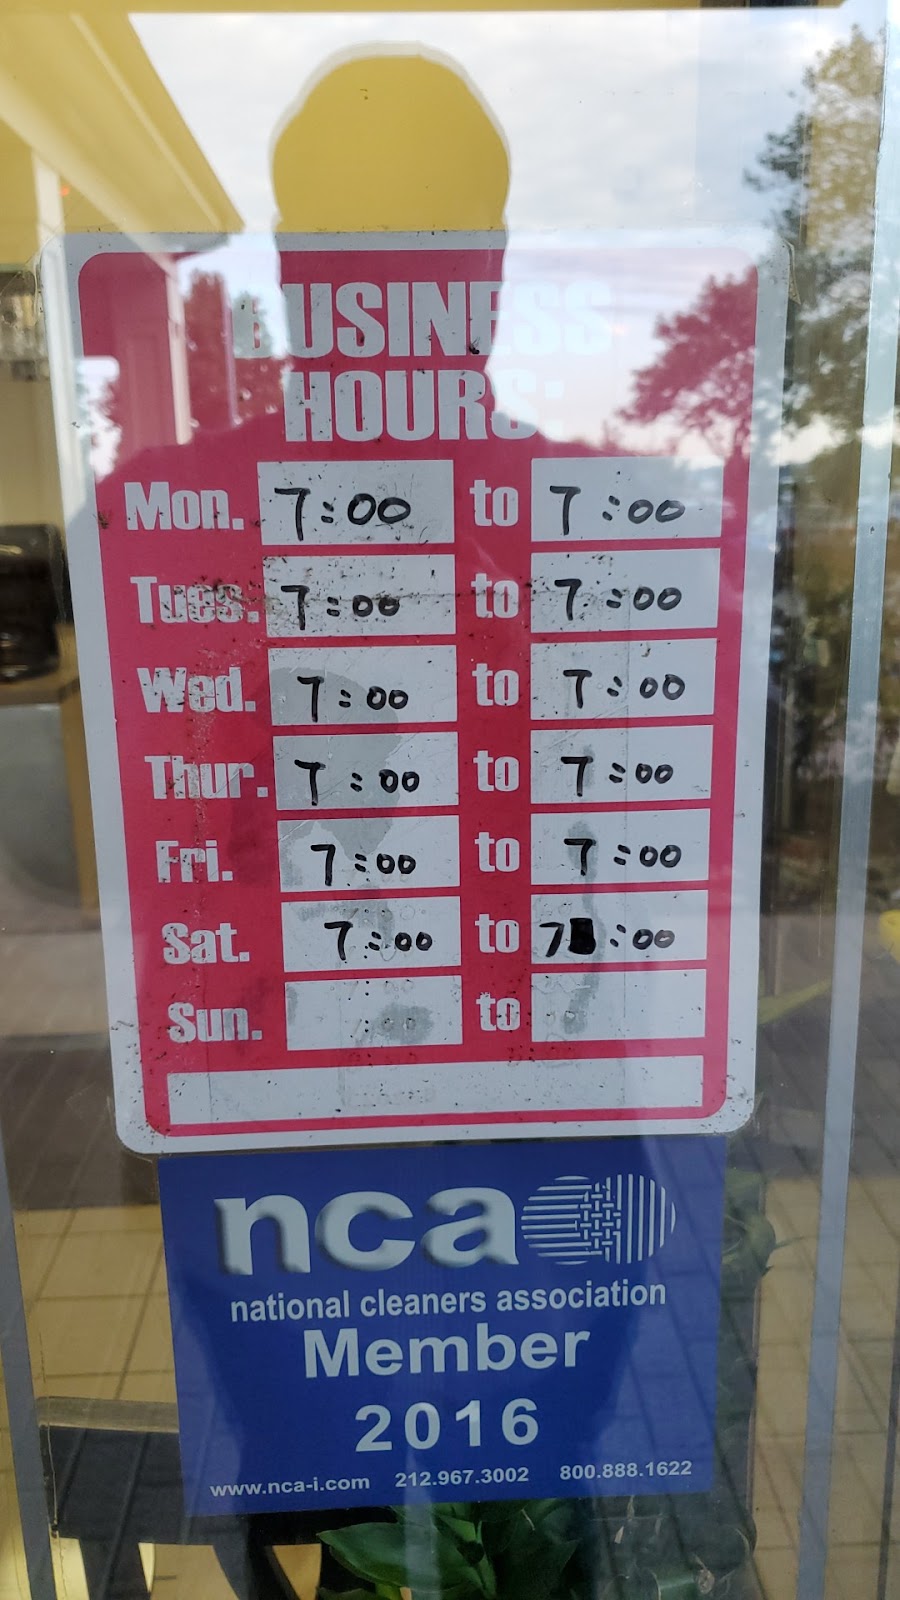 BUSINESS
HOURS:
Mon. 7:00 to 7:00
Tues. 7:00 to 7:00
Wed. 7:00 to 7:00
Thur. 7:00 to 7:00
Fri. 7:00 to 7:00
Sat. 7:00 to 7:00
Sun. to
nca
national cleaners association
Member
2016
www.nca-i.com 212.967.3002 800.888.1622